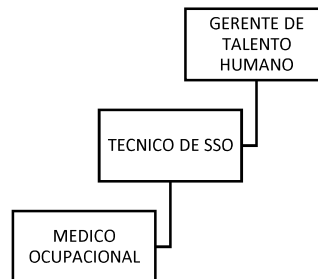 GERENTE DE
TALENTO
HUMANO
TECNICO DE SSO
MEDICO
OCUPACIONAL